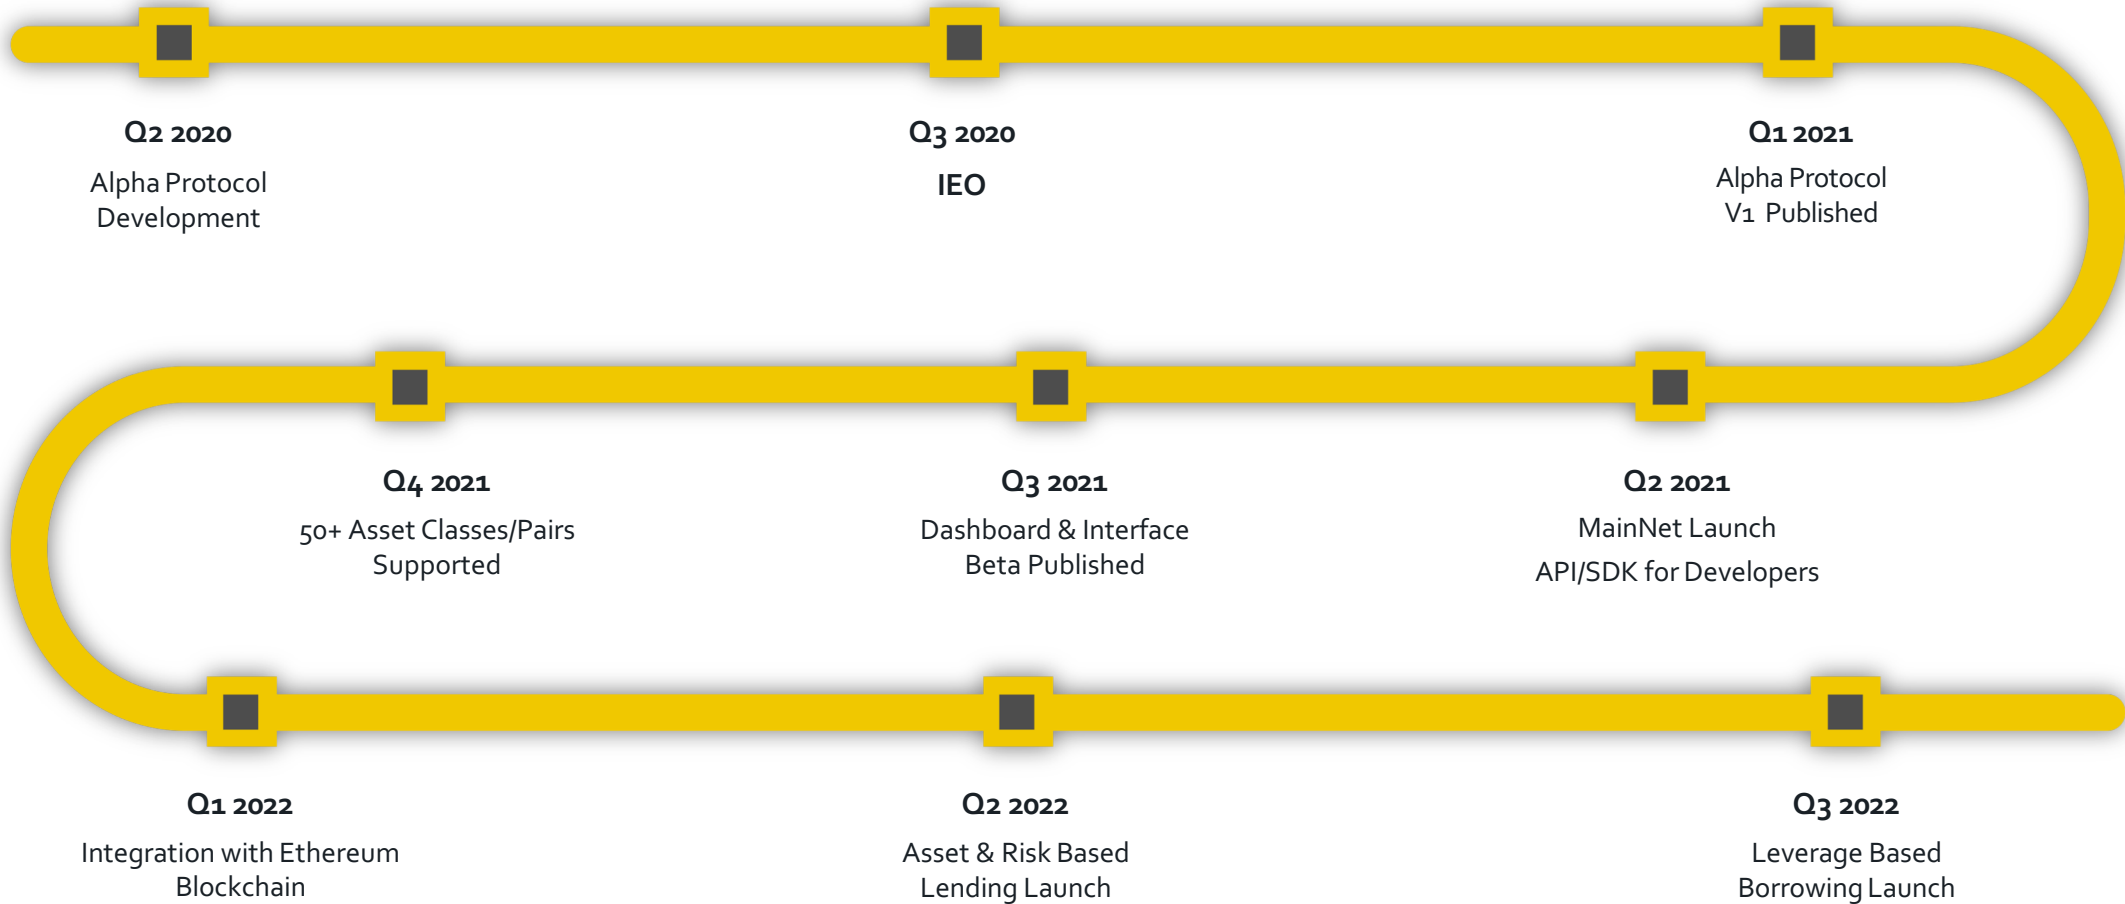 Q2 2020
Alpha Protocol
Development
Q3 2020
IEO
Q1 2021
Alpha Protocol
V1 Published
Q4 2021
50+ Asset Classes/Pairs
Supported
Q3 2021
Dashboard & Interface
Beta Published
Q2 2021
MainNet Launch
API/SDK for Developers
Q1 2022
Integration with Ethereum
Blockchain
Q2 2022
Asset & Risk Based
Lending Launch
Q3 2022
Leverage Based
Borrowing Launch